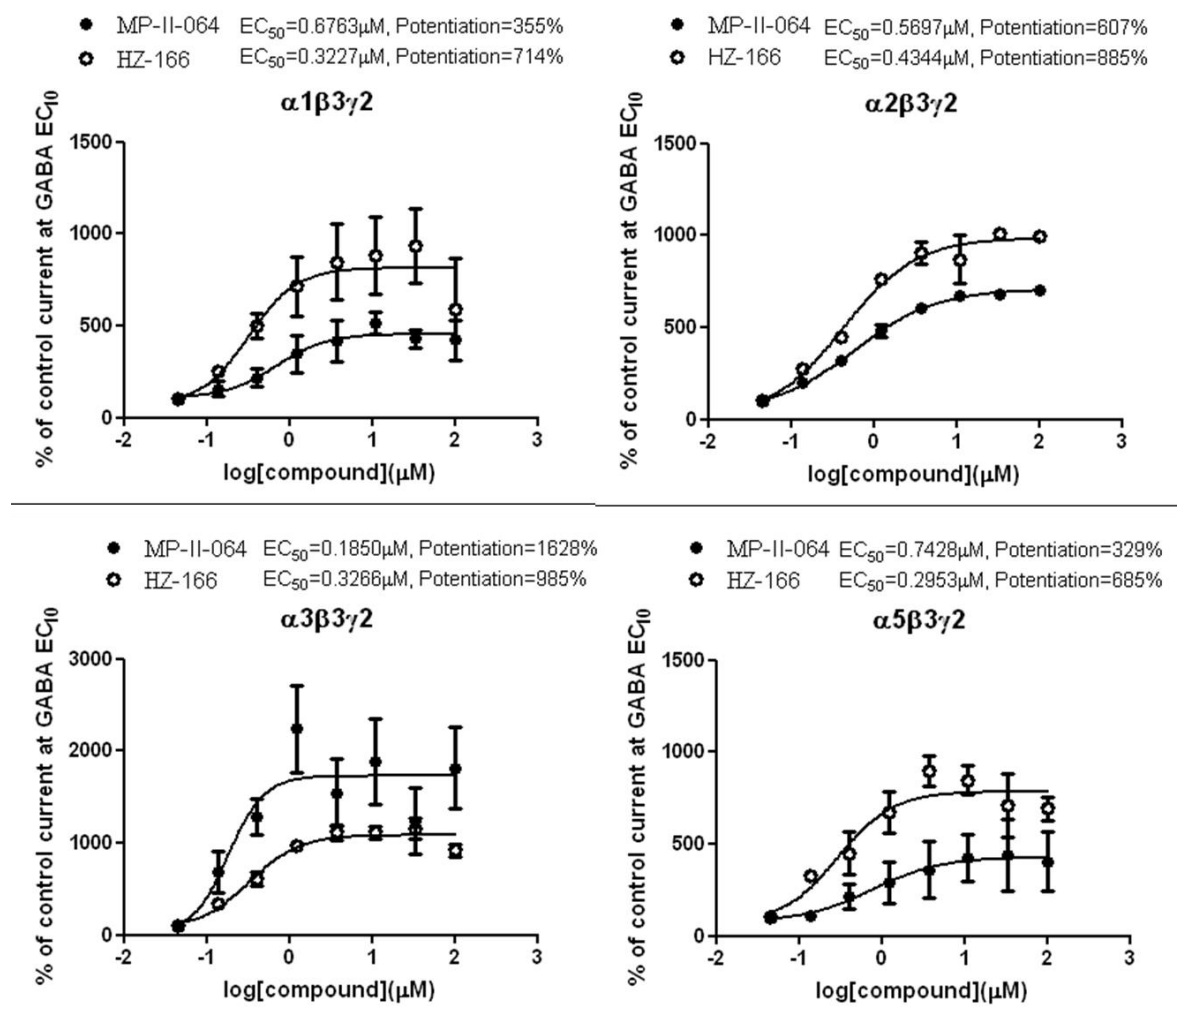 MP-II-064 EC50=0.6763µM, Potentiation=355%
HZ-166 EC50=0.3227µM, Potentiation=714%
α1β3γ2
% of control current at GABA EC10
1500
1000
500
0
-2 -1 0 1 2 3
log[compound](µM)
MP-II-064 EC50=0.5697µM, Potentiation=607%
HZ-166 EC50=0.4344µM, Potentiation=885%
α2β3γ2
% of control current at GABA EC10
1500
1000
500
0
-2 -1 0 1 2 3
log[compound](µM)
MP-II-064 EC50=0.1850µM, Potentiation=1628%
HZ-166 EC50=0.3266µM, Potentiation=985%
α3β3γ2
% of control current at GABA EC10
3000
2000
1000
0
-2 -1 0 1 2 3
log[compound](µM)
MP-II-064 EC50=0.7428µM, Potentiation=329%
HZ-166 EC50=0.2953µM, Potentiation=685%
α5β3γ2
% of control current at GABA EC10
1500
1000
500
0
-2 -1 0 1 2 3
log[compound](µM)